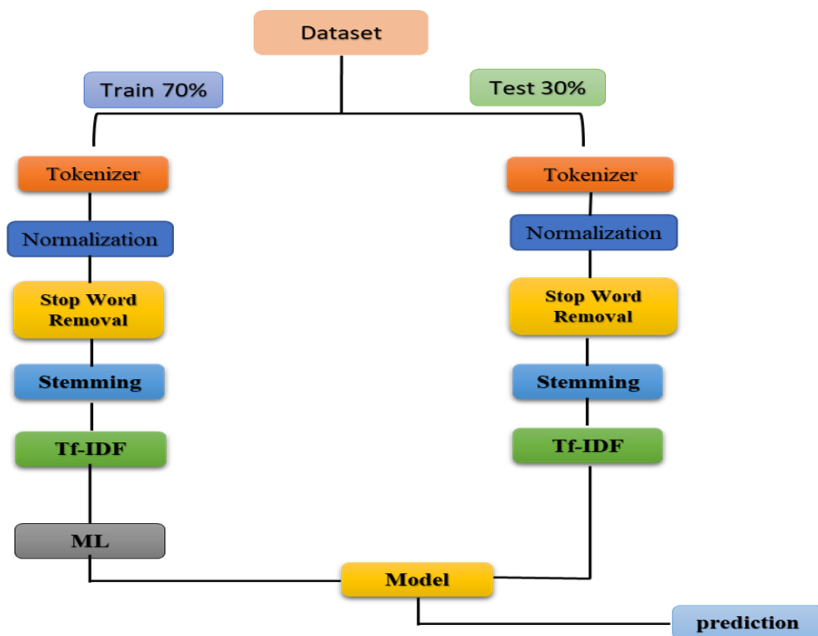 Dataset
Train 70%
Test 30%
Tokenizer
Tokenizer
Normalization
Normalization
Stop Word
Removal
Stop Word
Removal
Stemming
Stemming
Tf-IDF
Tf-IDF
ML
Model
prediction